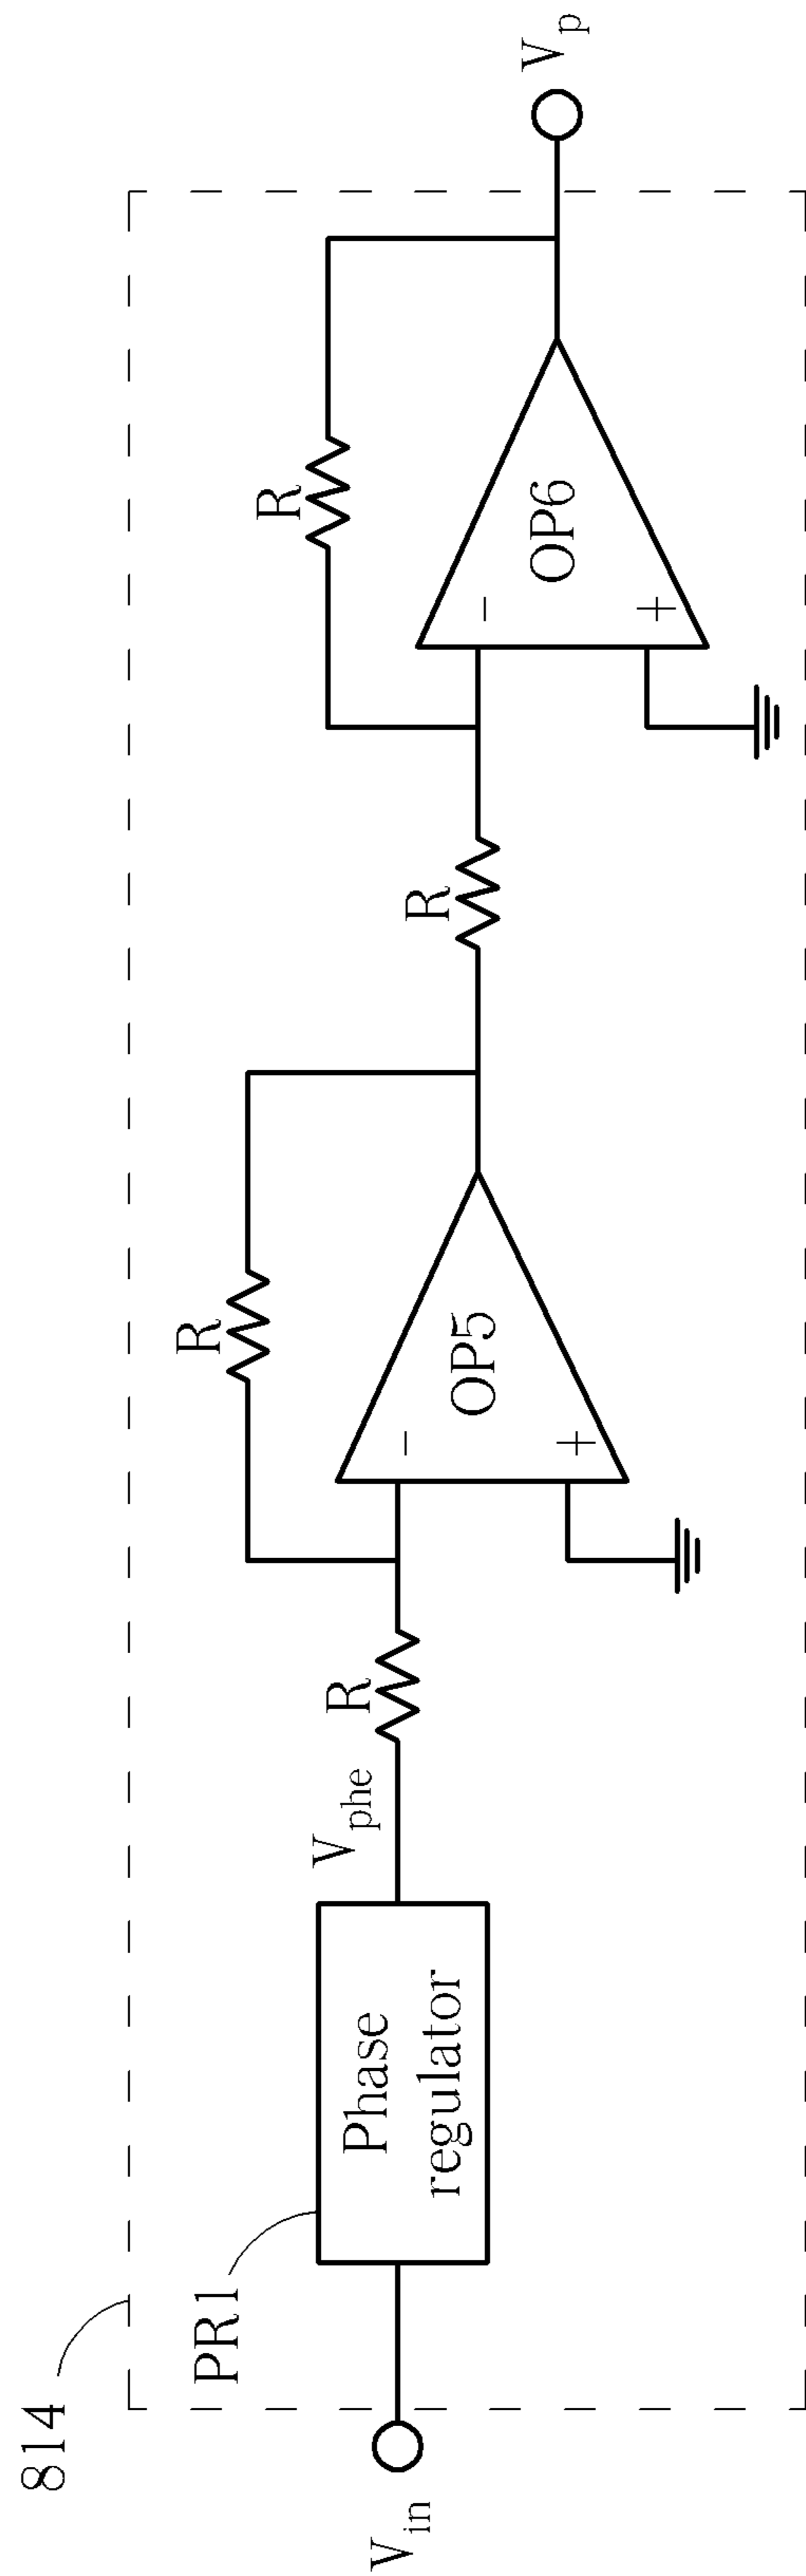 814
PR1
V_in
Phase
regulator
V_phe
R
R
−
+
OP5
R
R
−
+
OP6
V_p